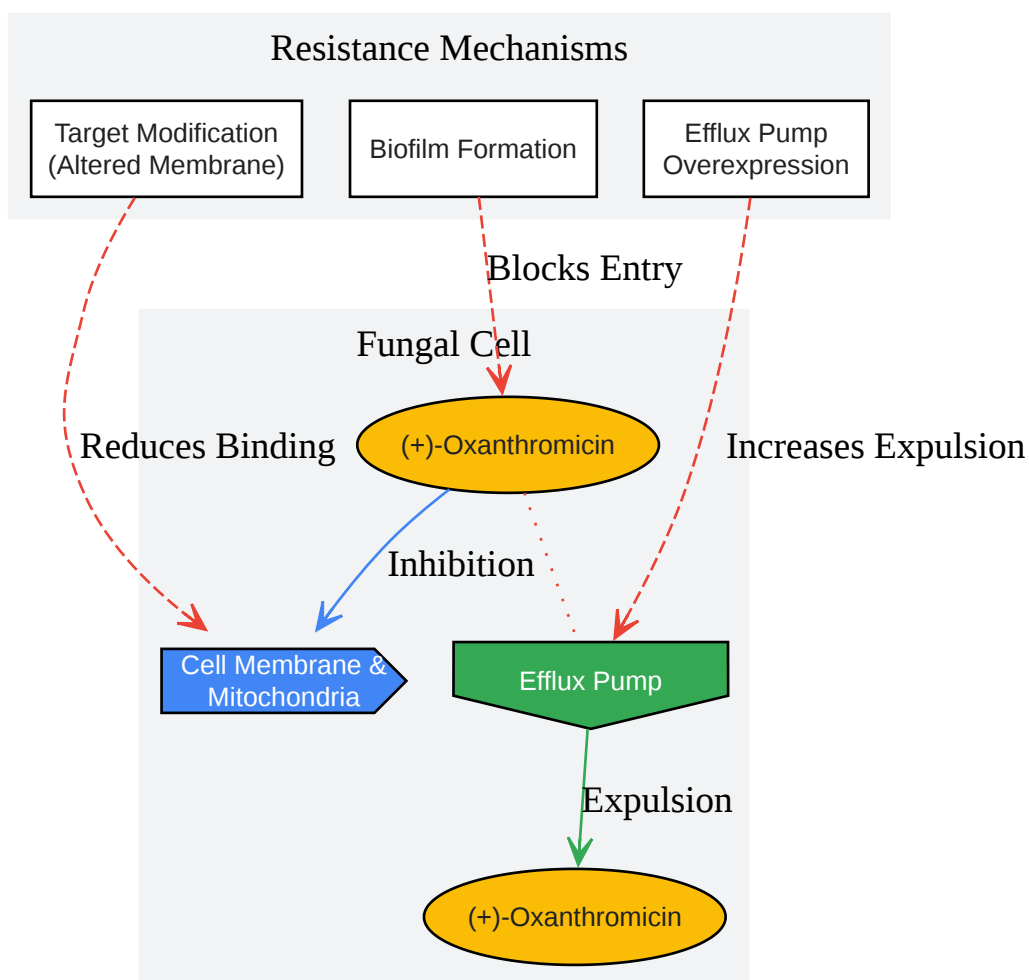 Resistance Mechanisms
Target Modification
(Altered Membrane)
Biofilm Formation
Efflux Pump
Overexpression
Blocks Entry
Fungal Cell
Reduces Binding
(+)-Oxanthromicin
Increases Expulsion
Inhibition
Cell Membrane &
Mitochondria
Efflux Pump
Expulsion
(+)-Oxanthromicin